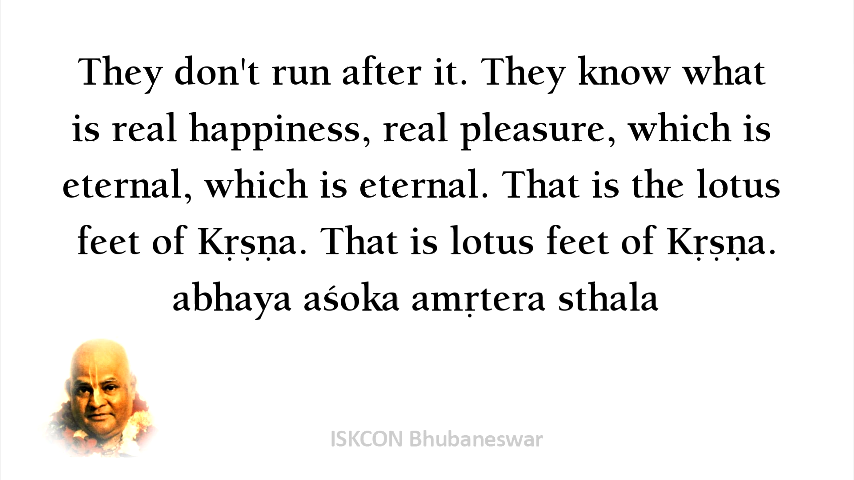 They don't run after it. They know what
is real happiness, real pleasure, which is
eternal, which is eternal. That is the lotus
feet of Kṛṣṇa. That is lotus feet of Kṛṣṇa.
abhaya aśoka amṛtera sthala
ISKCON Bhubaneswar